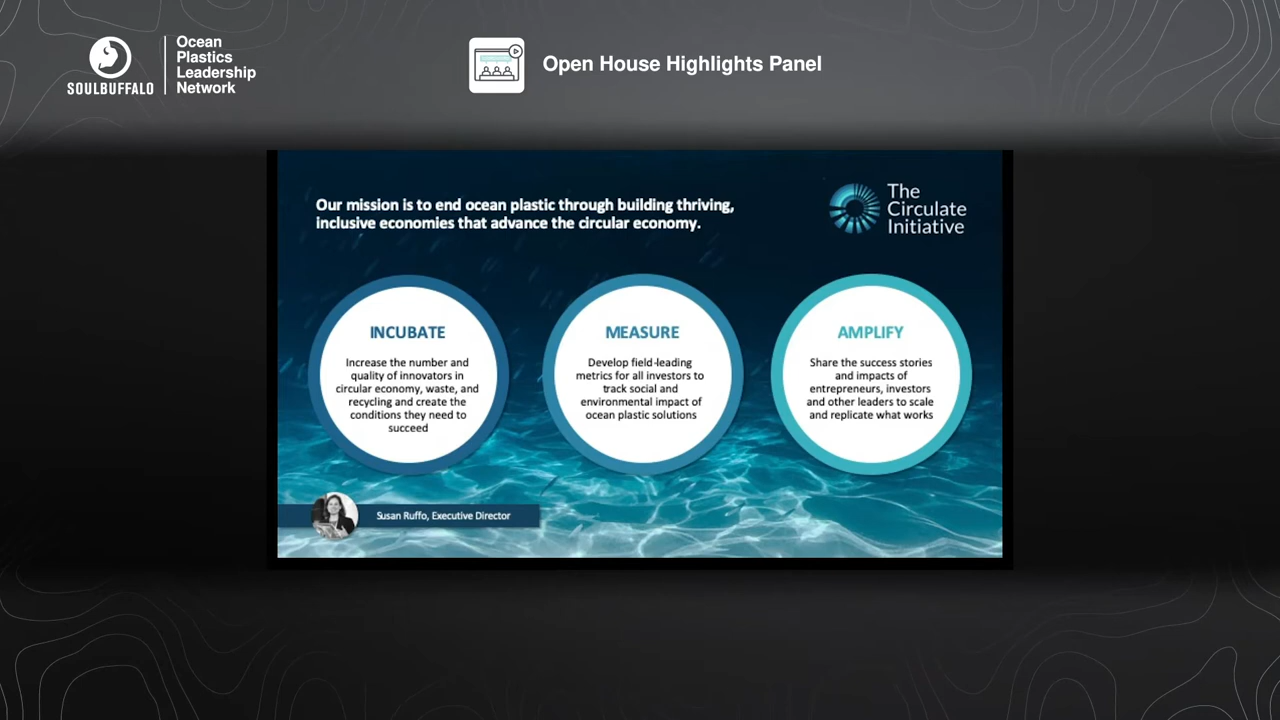 SOULBUFFALO
Ocean
Plastics
Leadership
Network
Open House Highlights Panel
Our mission is to end ocean plastic through building thriving,
inclusive economies that advance the circular economy.
The
Circulate
Initiative
INCUBATE
Increase the number and
quality of innovators in
circular economy, waste, and
recycling and create the
conditions they need to
succeed
MEASURE
Develop field-leading
metrics for all investors to
track social and
environmental impact of
ocean plastic solutions
AMPLIFY
Share the success stories
and impacts of
entrepreneurs, investors
and other leaders to scale
and replicate what works
Susan Ruffo, Executive Director